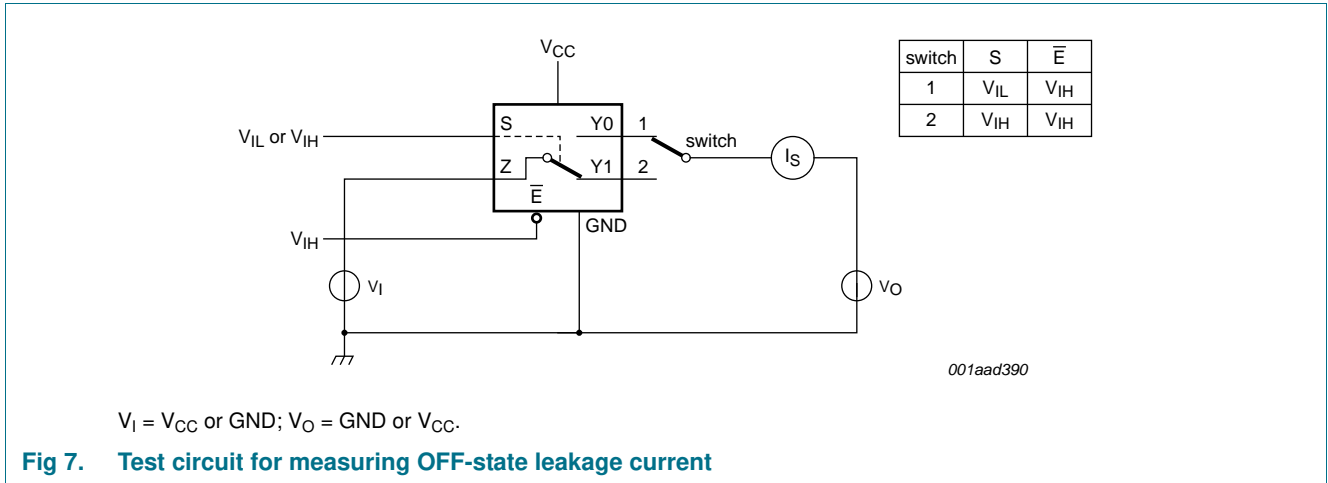 VCC
switch S E̅
1 VIL VIH
2 VIH VIH
VIL or VIH
S Y0 1
switch
IS
Z Y1 2
E̅
GND
VIH
VI
VO
001aad390
VI = VCC or GND; VO = GND or VCC.
Fig 7. Test circuit for measuring OFF-state leakage current